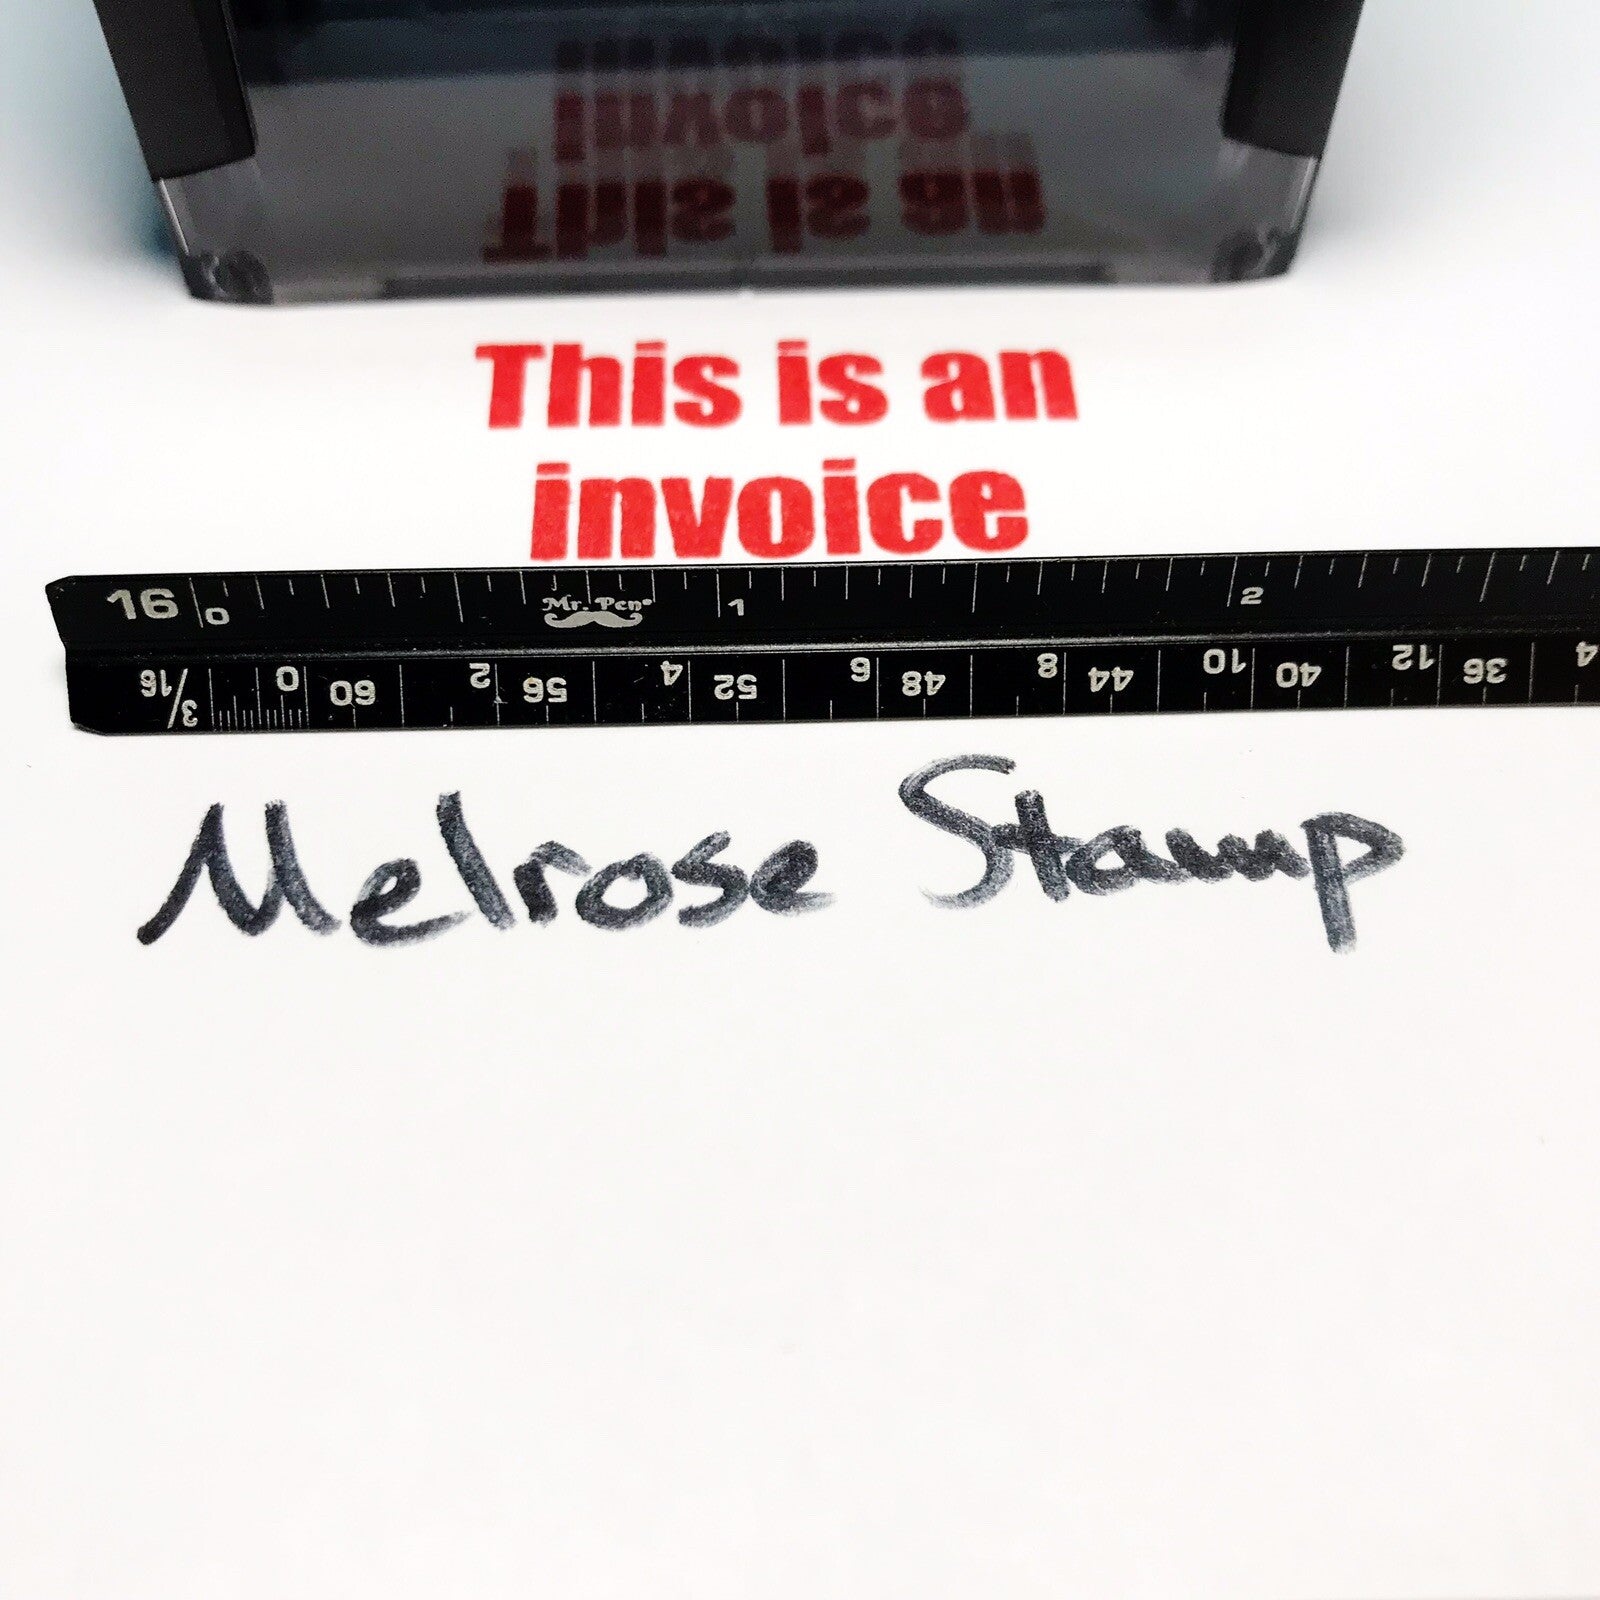 This is an
invoice
16 0 Mr. Pen 1 2
3/16 0 60 2 56 4 52 6 48 8 44 10 40 12 36 4
Melrose Stamp